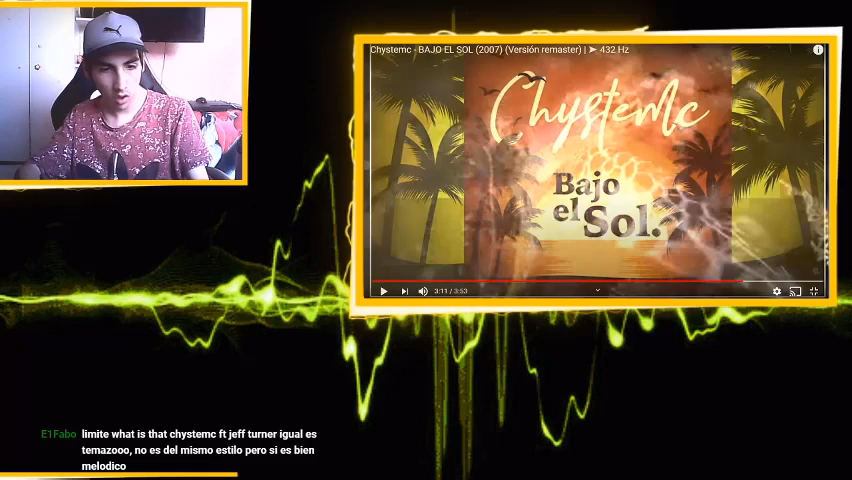 Chystemc - BAJO EL SOL (2007) (Versión remaster) | ➤ 432 Hz
Chystemc
Bajo
el Sol.
3:11 / 3:53
E1Fabo limite what is that chystemc ft jeff turner igual es
temazooo, no es del mismo estilo pero si es bien
melodico